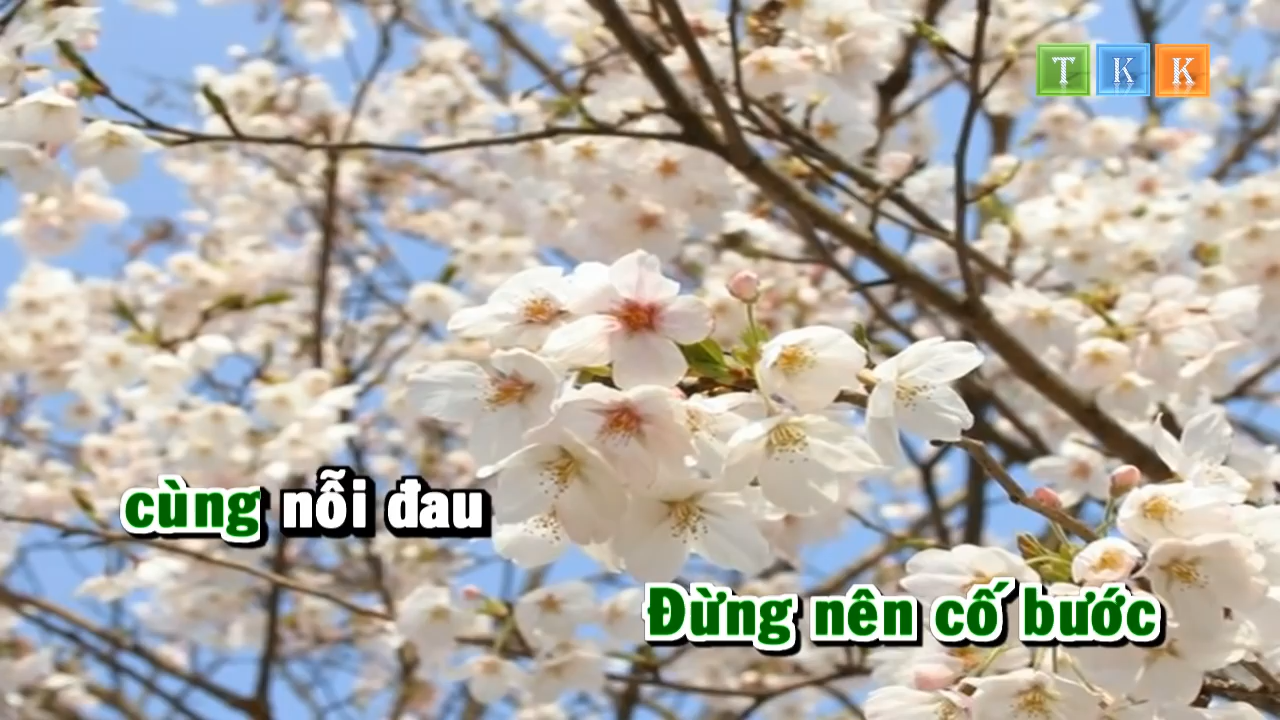 TKK
cùng nỗi đau
Đừng nên cố bước